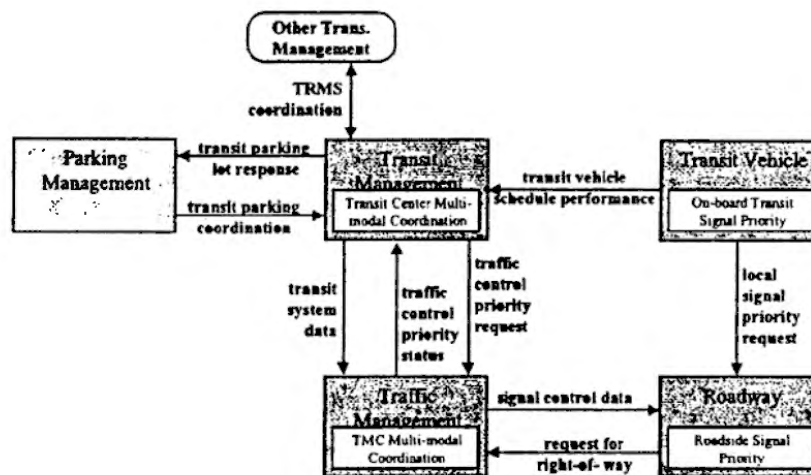 Other Trans.
Management
TRMS
coordination
Parking
Management
transit parking
lot response
transit parking
coordination
Transit
Management
Transit Center Multi-
modal Coordination
transit vehicle
schedule performance
Transit Vehicle
On-board Transit
Signal Priority
transit
system
data
traffic
control
priority
status
traffic
control
priority
request
local
signal
priority
request
Traffic
Management
TMC Multi-modal
Coordination
signal control data
request for
right-of- way
Roadway
Roadside Signal
Priority